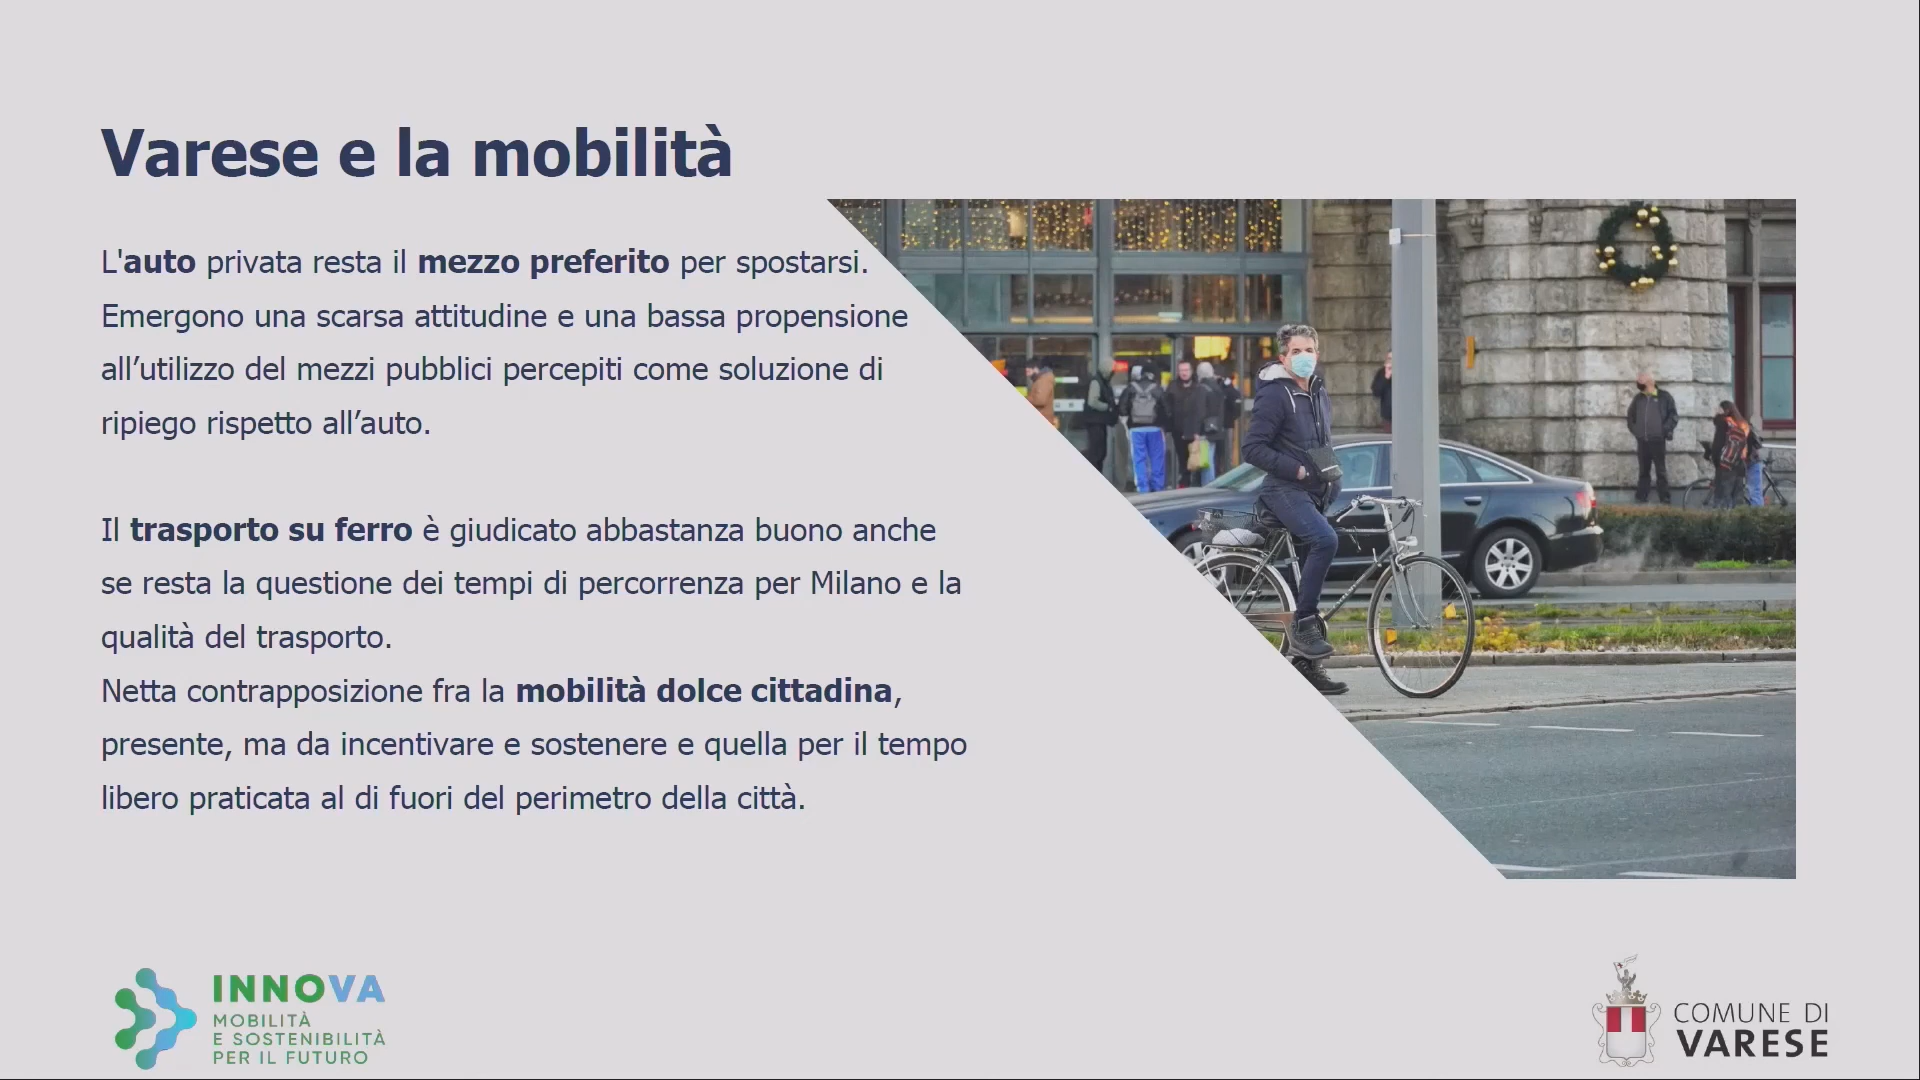 Varese e la mobilità
L'auto privata resta il mezzo preferito per spostarsi.
Emergono una scarsa attitudine e una bassa propensione
all’utilizzo del mezzi pubblici percepiti come soluzione di
ripiego rispetto all’auto.
Il trasporto su ferro è giudicato abbastanza buono anche
se resta la questione dei tempi di percorrenza per Milano e la
qualità del trasporto.
Netta contrapposizione fra la mobilità dolce cittadina,
presente, ma da incentivare e sostenere e quella per il tempo
libero praticata al di fuori del perimetro della città.
INNOVA
MOBILITÀ
E SOSTENIBILITÀ
PER IL FUTURO
COMUNE DI
VARESE